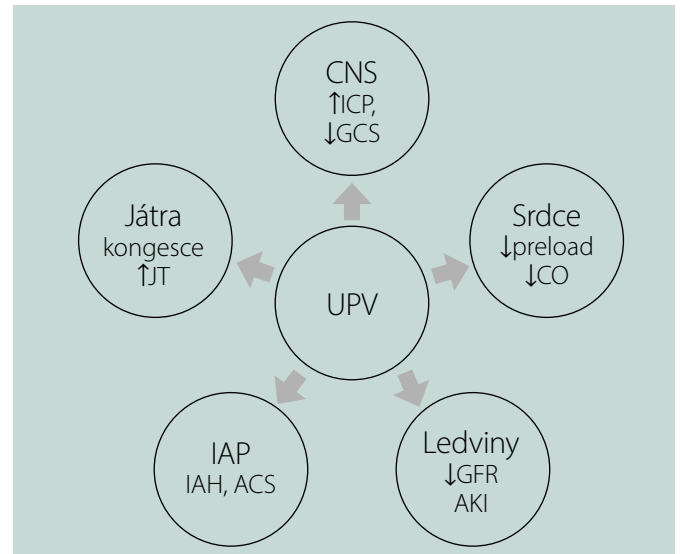 CNS
↑ICP,
↓GCS
Játra
kongesce
↑JT
Srdce
↓preload
↓CO
UPV
IAP
IAH, ACS
Ledviny
↓GFR
AKI